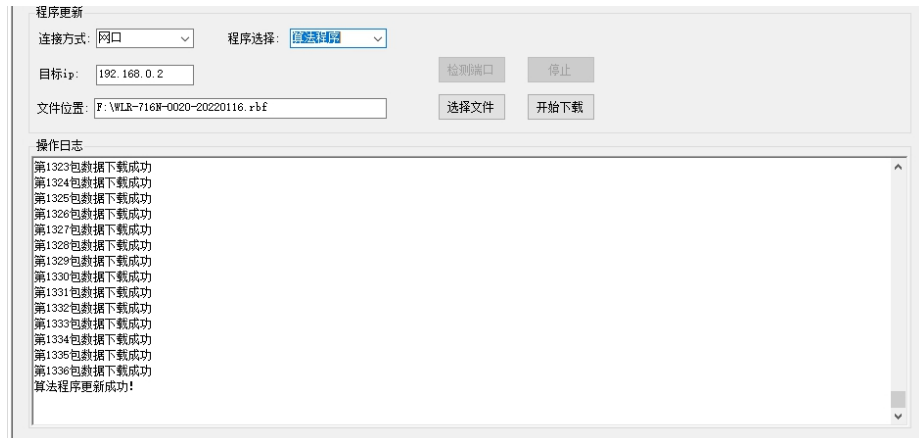 程序更新
连接方式: 网口 程序选择: 算法程序
目标ip: 192.168.0.2 检测端口 停止
文件位置: F:\WLR-716N-0020-20220116.rbf 选择文件 开始下载
操作日志
第1323包数据下载成功
第1324包数据下载成功
第1325包数据下载成功
第1326包数据下载成功
第1327包数据下载成功
第1328包数据下载成功
第1329包数据下载成功
第1330包数据下载成功
第1331包数据下载成功
第1332包数据下载成功
第1333包数据下载成功
第1334包数据下载成功
第1335包数据下载成功
第1336包数据下载成功
算法程序更新成功!